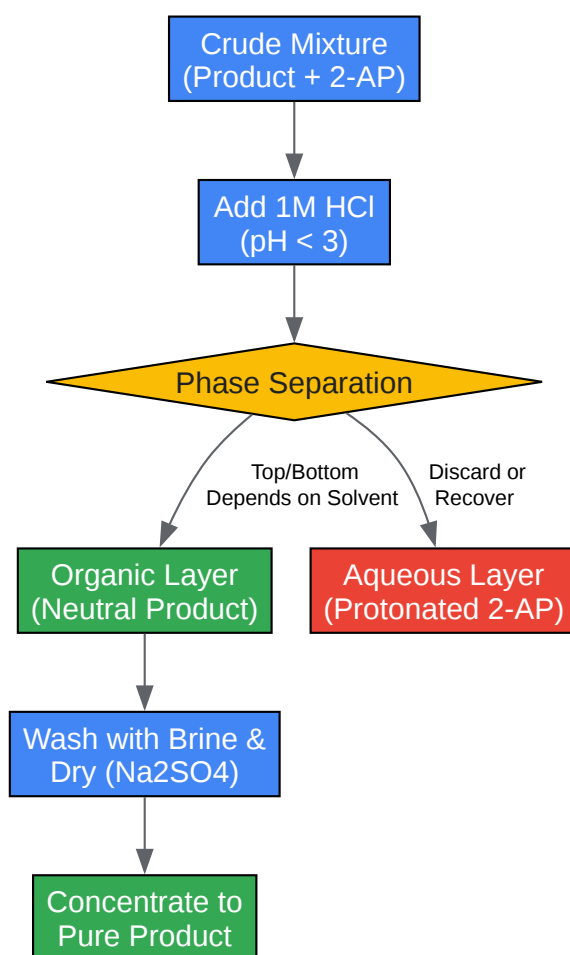 Crude Mixture
(Product + 2-AP)
Add 1M HCl
(pH < 3)
Phase Separation
Top/Bottom
Depends on Solvent
Discard or
Recover
Organic Layer
(Neutral Product)
Aqueous Layer
(Protonated 2-AP)
Wash with Brine &
Dry (Na2SO4)
Concentrate to
Pure Product